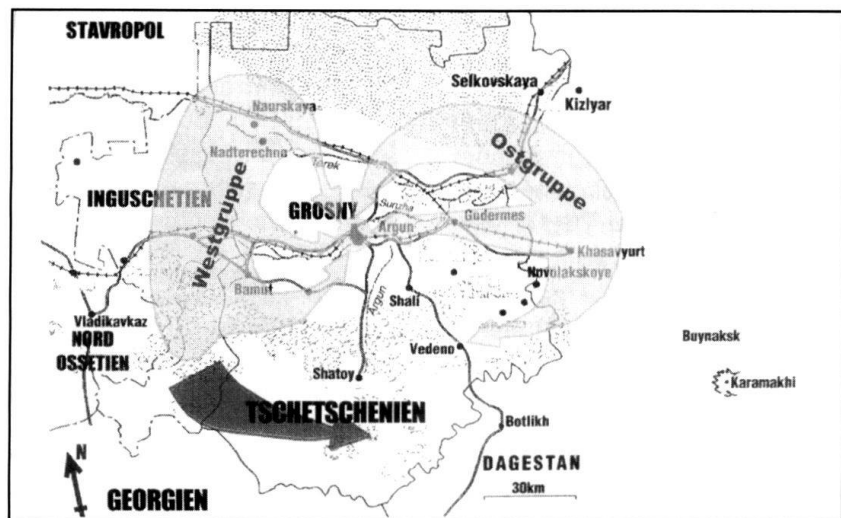 STAVROPOL
Selkovskaya
Kizlyar
Naurskaya
Nadterechno
Terek
Ostgruppe
INGUSCHETIEN
Westgruppe
GROSNY
Sunzha
Gudermes
Argun
Khasavyurt
Bamut
Argun
Shali
Novolakskoye
Vladikavkaz
NORD
OSSETIEN
Vedeno
Buynaksk
Shatoy
Karamakhi
TSCHETSCHENIEN
Botlikh
N
DAGESTAN
GEORGIEN
30km